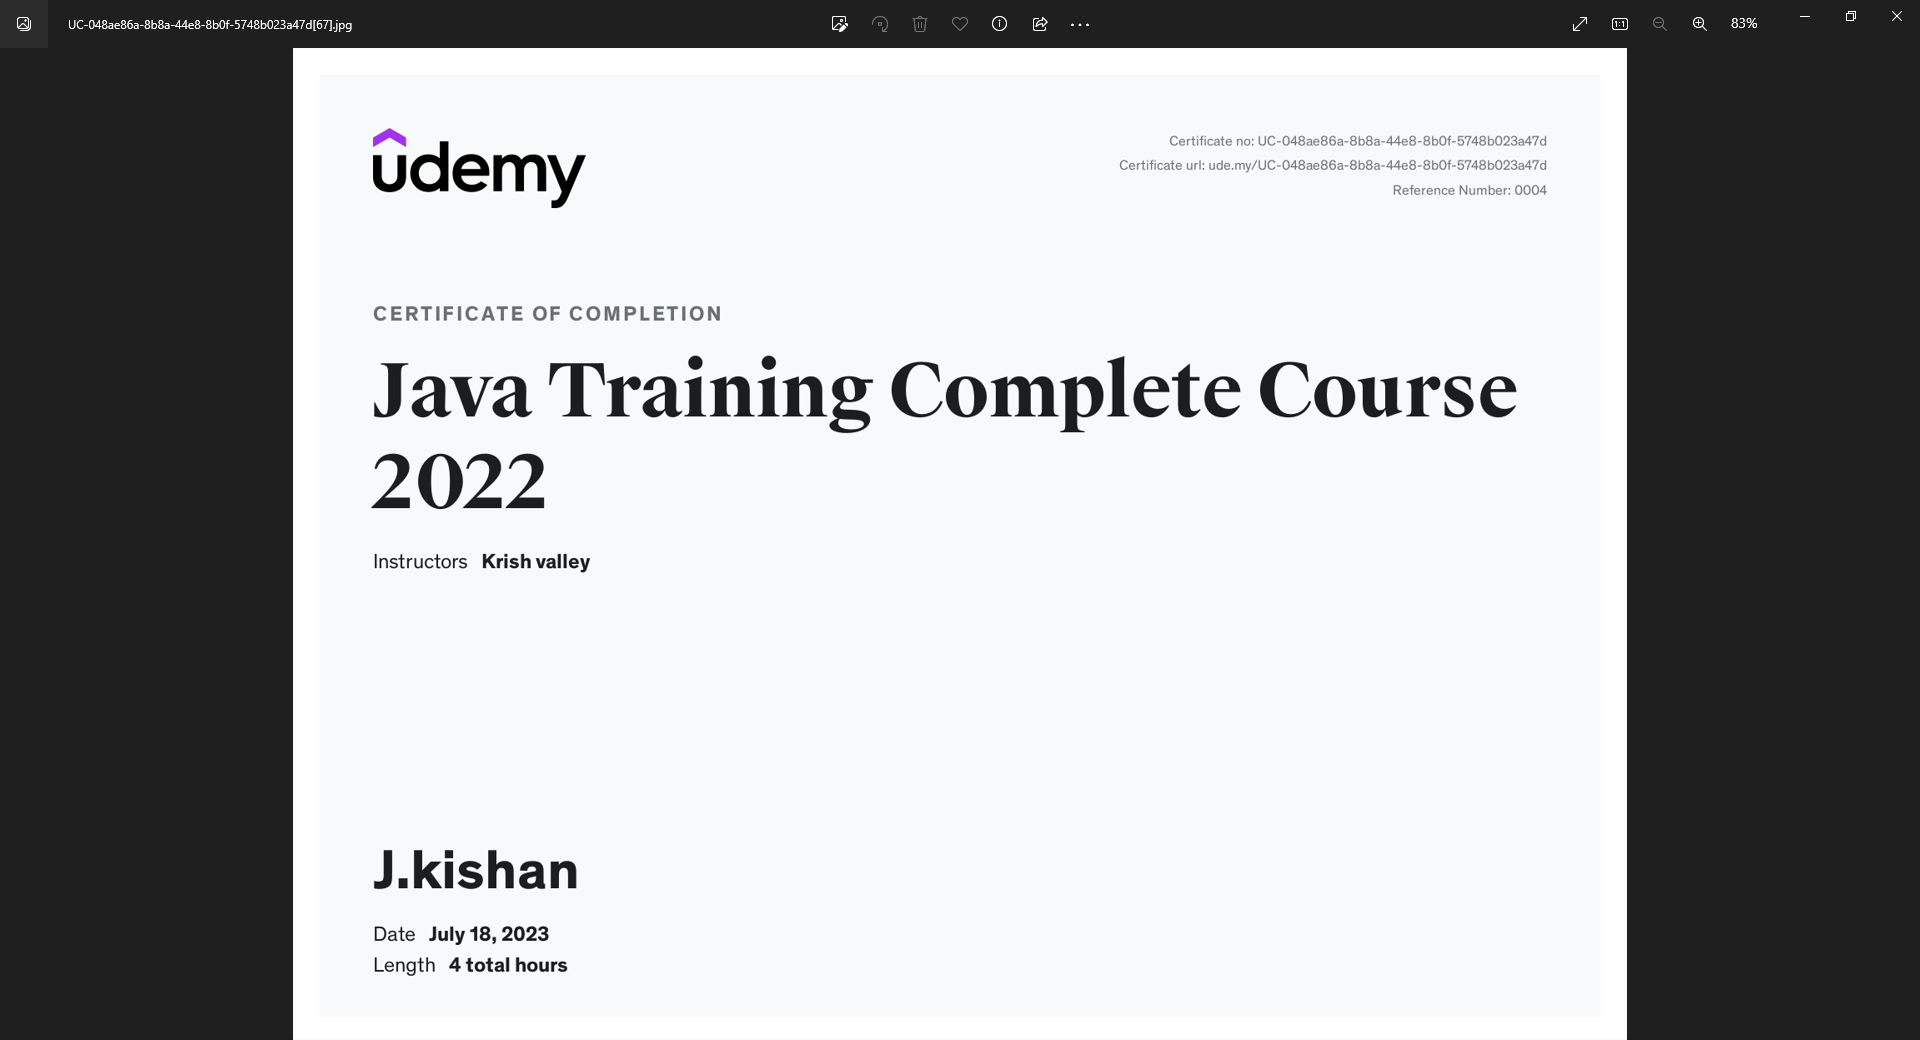 UC-048ae86a-8b8a-44e8-8b0f-5748b023a47d[67].jpg
83%
udemy
Certificate no: UC-048ae86a-8b8a-44e8-8b0f-5748b023a47d
Certificate url: ude.my/UC-048ae86a-8b8a-44e8-8b0f-5748b023a47d
Reference Number: 0004
CERTIFICATE OF COMPLETION
Java Training Complete Course
2022
Instructors Krish valley
J.kishan
Date July 18, 2023
Length 4 total hours